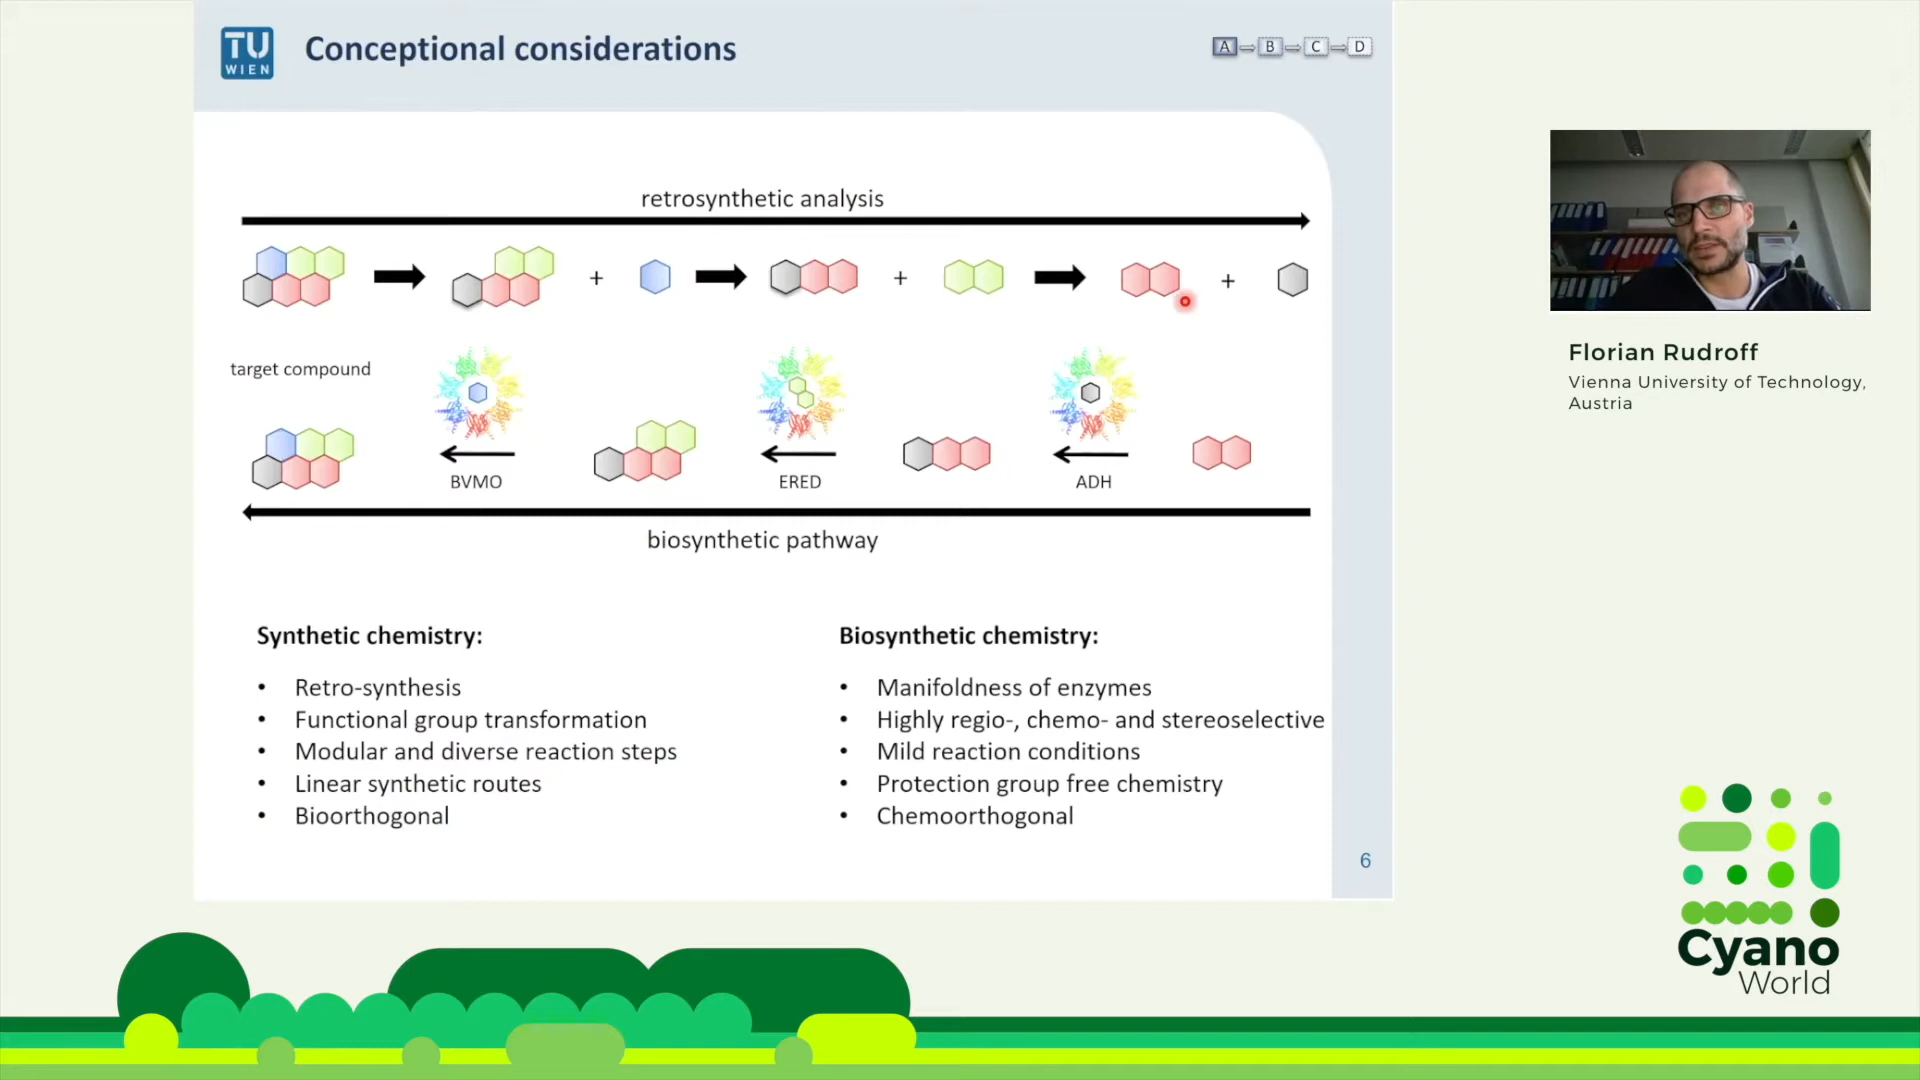 TU
WIEN
Conceptional considerations
A B C D
retrosynthetic analysis
+ + +
target compound
BVMO ERED ADH
biosynthetic pathway
Synthetic chemistry:
• Retro-synthesis
• Functional group transformation
• Modular and diverse reaction steps
• Linear synthetic routes
• Bioorthogonal
Biosynthetic chemistry:
• Manifoldness of enzymes
• Highly regio-, chemo- and stereoselective
• Mild reaction conditions
• Protection group free chemistry
• Chemoorthogonal
6
Florian Rudroff
Vienna University of Technology,
Austria
Cyano
World